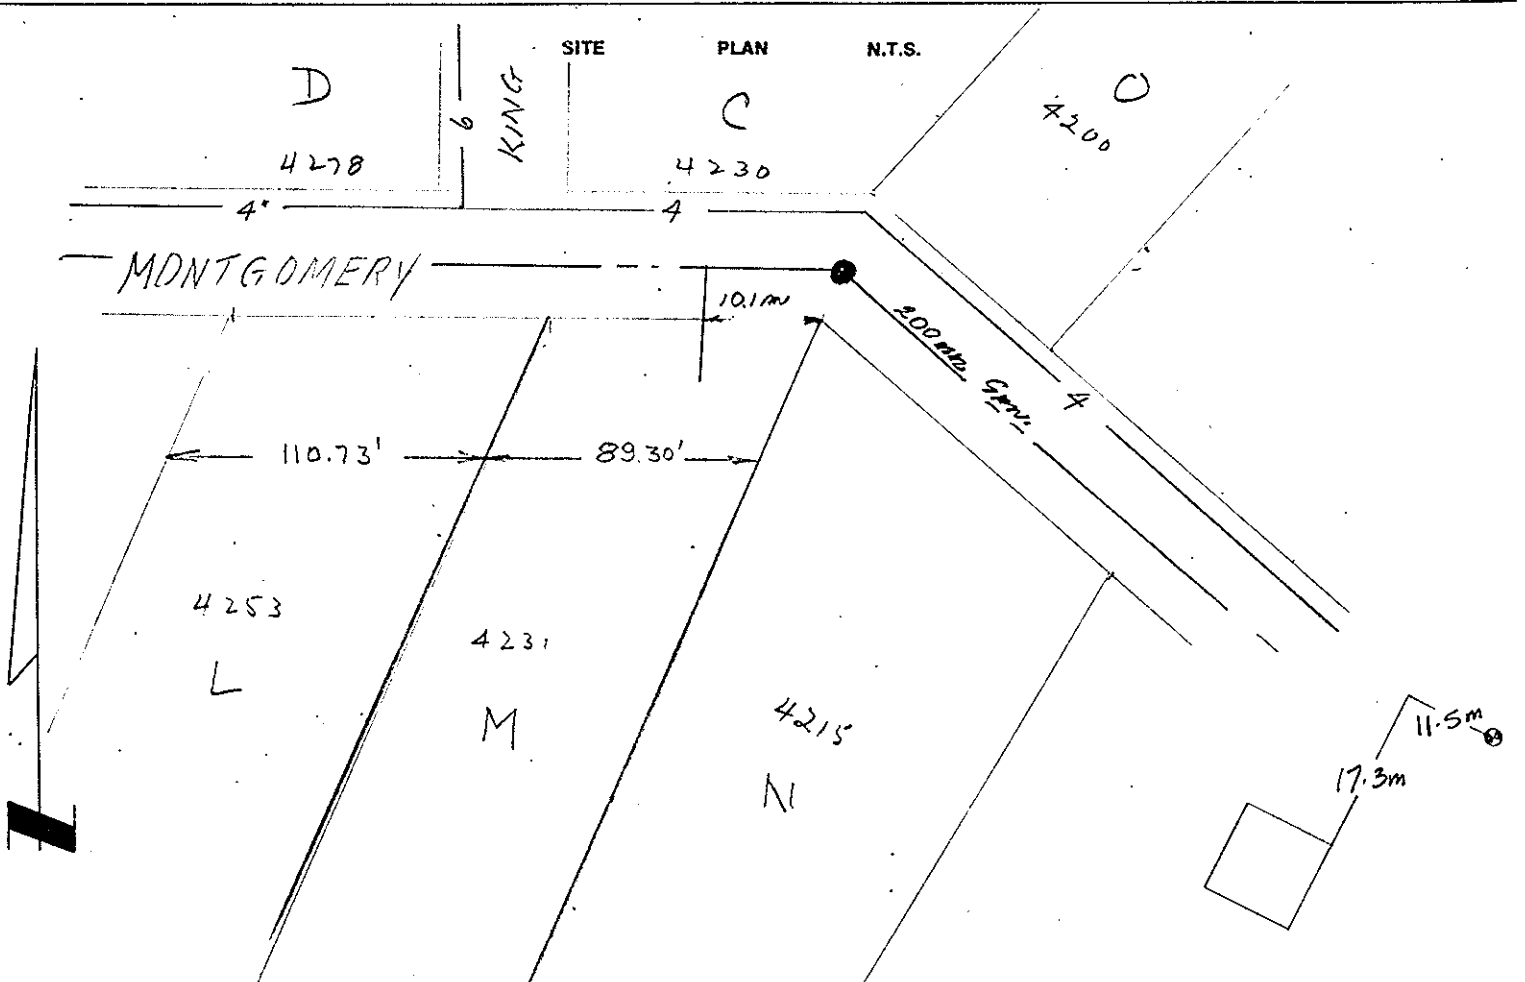 SITE PLAN N.T.S.
D
6
KING
C
O
4278
4230
4200
4"
4
MONTGOMERY
10.1m
200mm
4
110.73'
89.30'
4253
4231
L
M
4215
N
11.5m
17.3m